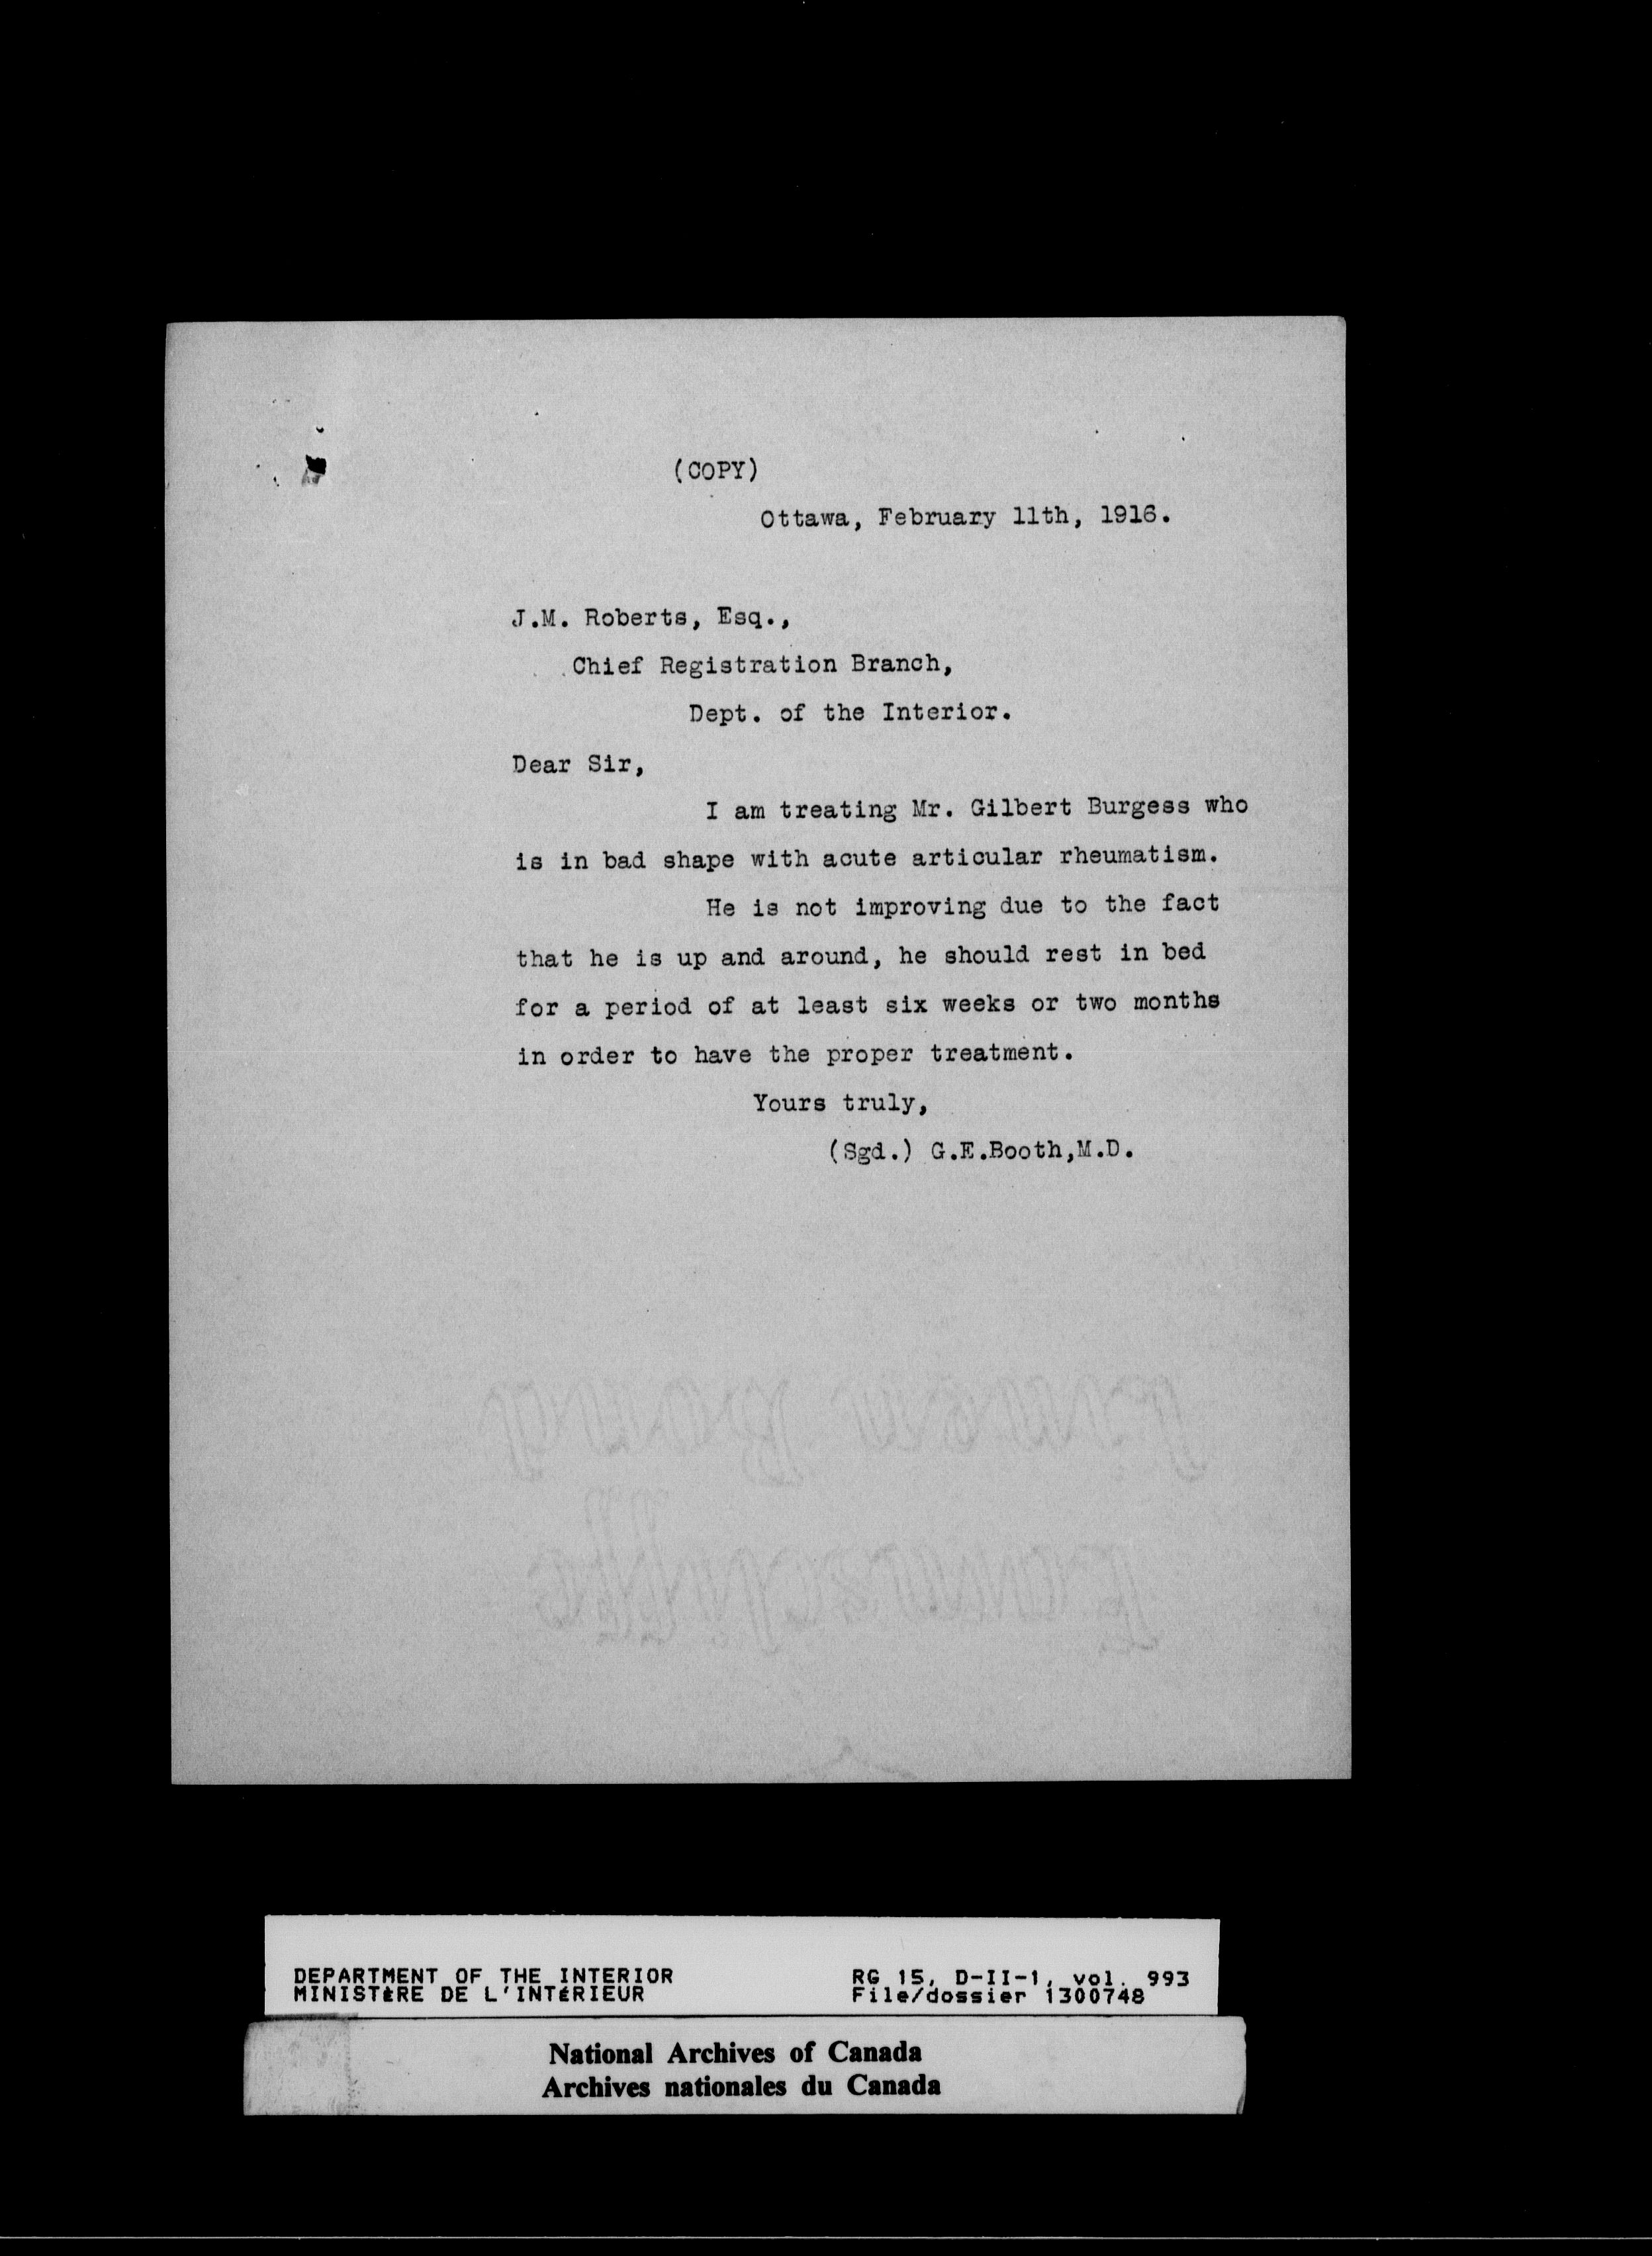 (COPY)
Ottawa, February 11th, 1916.
J.M. Roberts, Esq.,
Chief Registration Branch,
Dept. of the Interior.
Dear Sir,
I am treating Mr. Gilbert Burgess who
is in bad shape with acute articular rheumatism.
He is not improving due to the fact
that he is up and around, he should rest in bed
for a period of at least six weeks or two months
in order to have the proper treatment.
Yours truly,
(Sgd.) G.E.Booth,M.D.
DEPARTMENT OF THE INTERIOR
MINISTÈRE DE L'INTÉRIEUR
RG 15, D-II-1, vol. 993
File/dossier 1300748
National Archives of Canada
Archives nationales du Canada